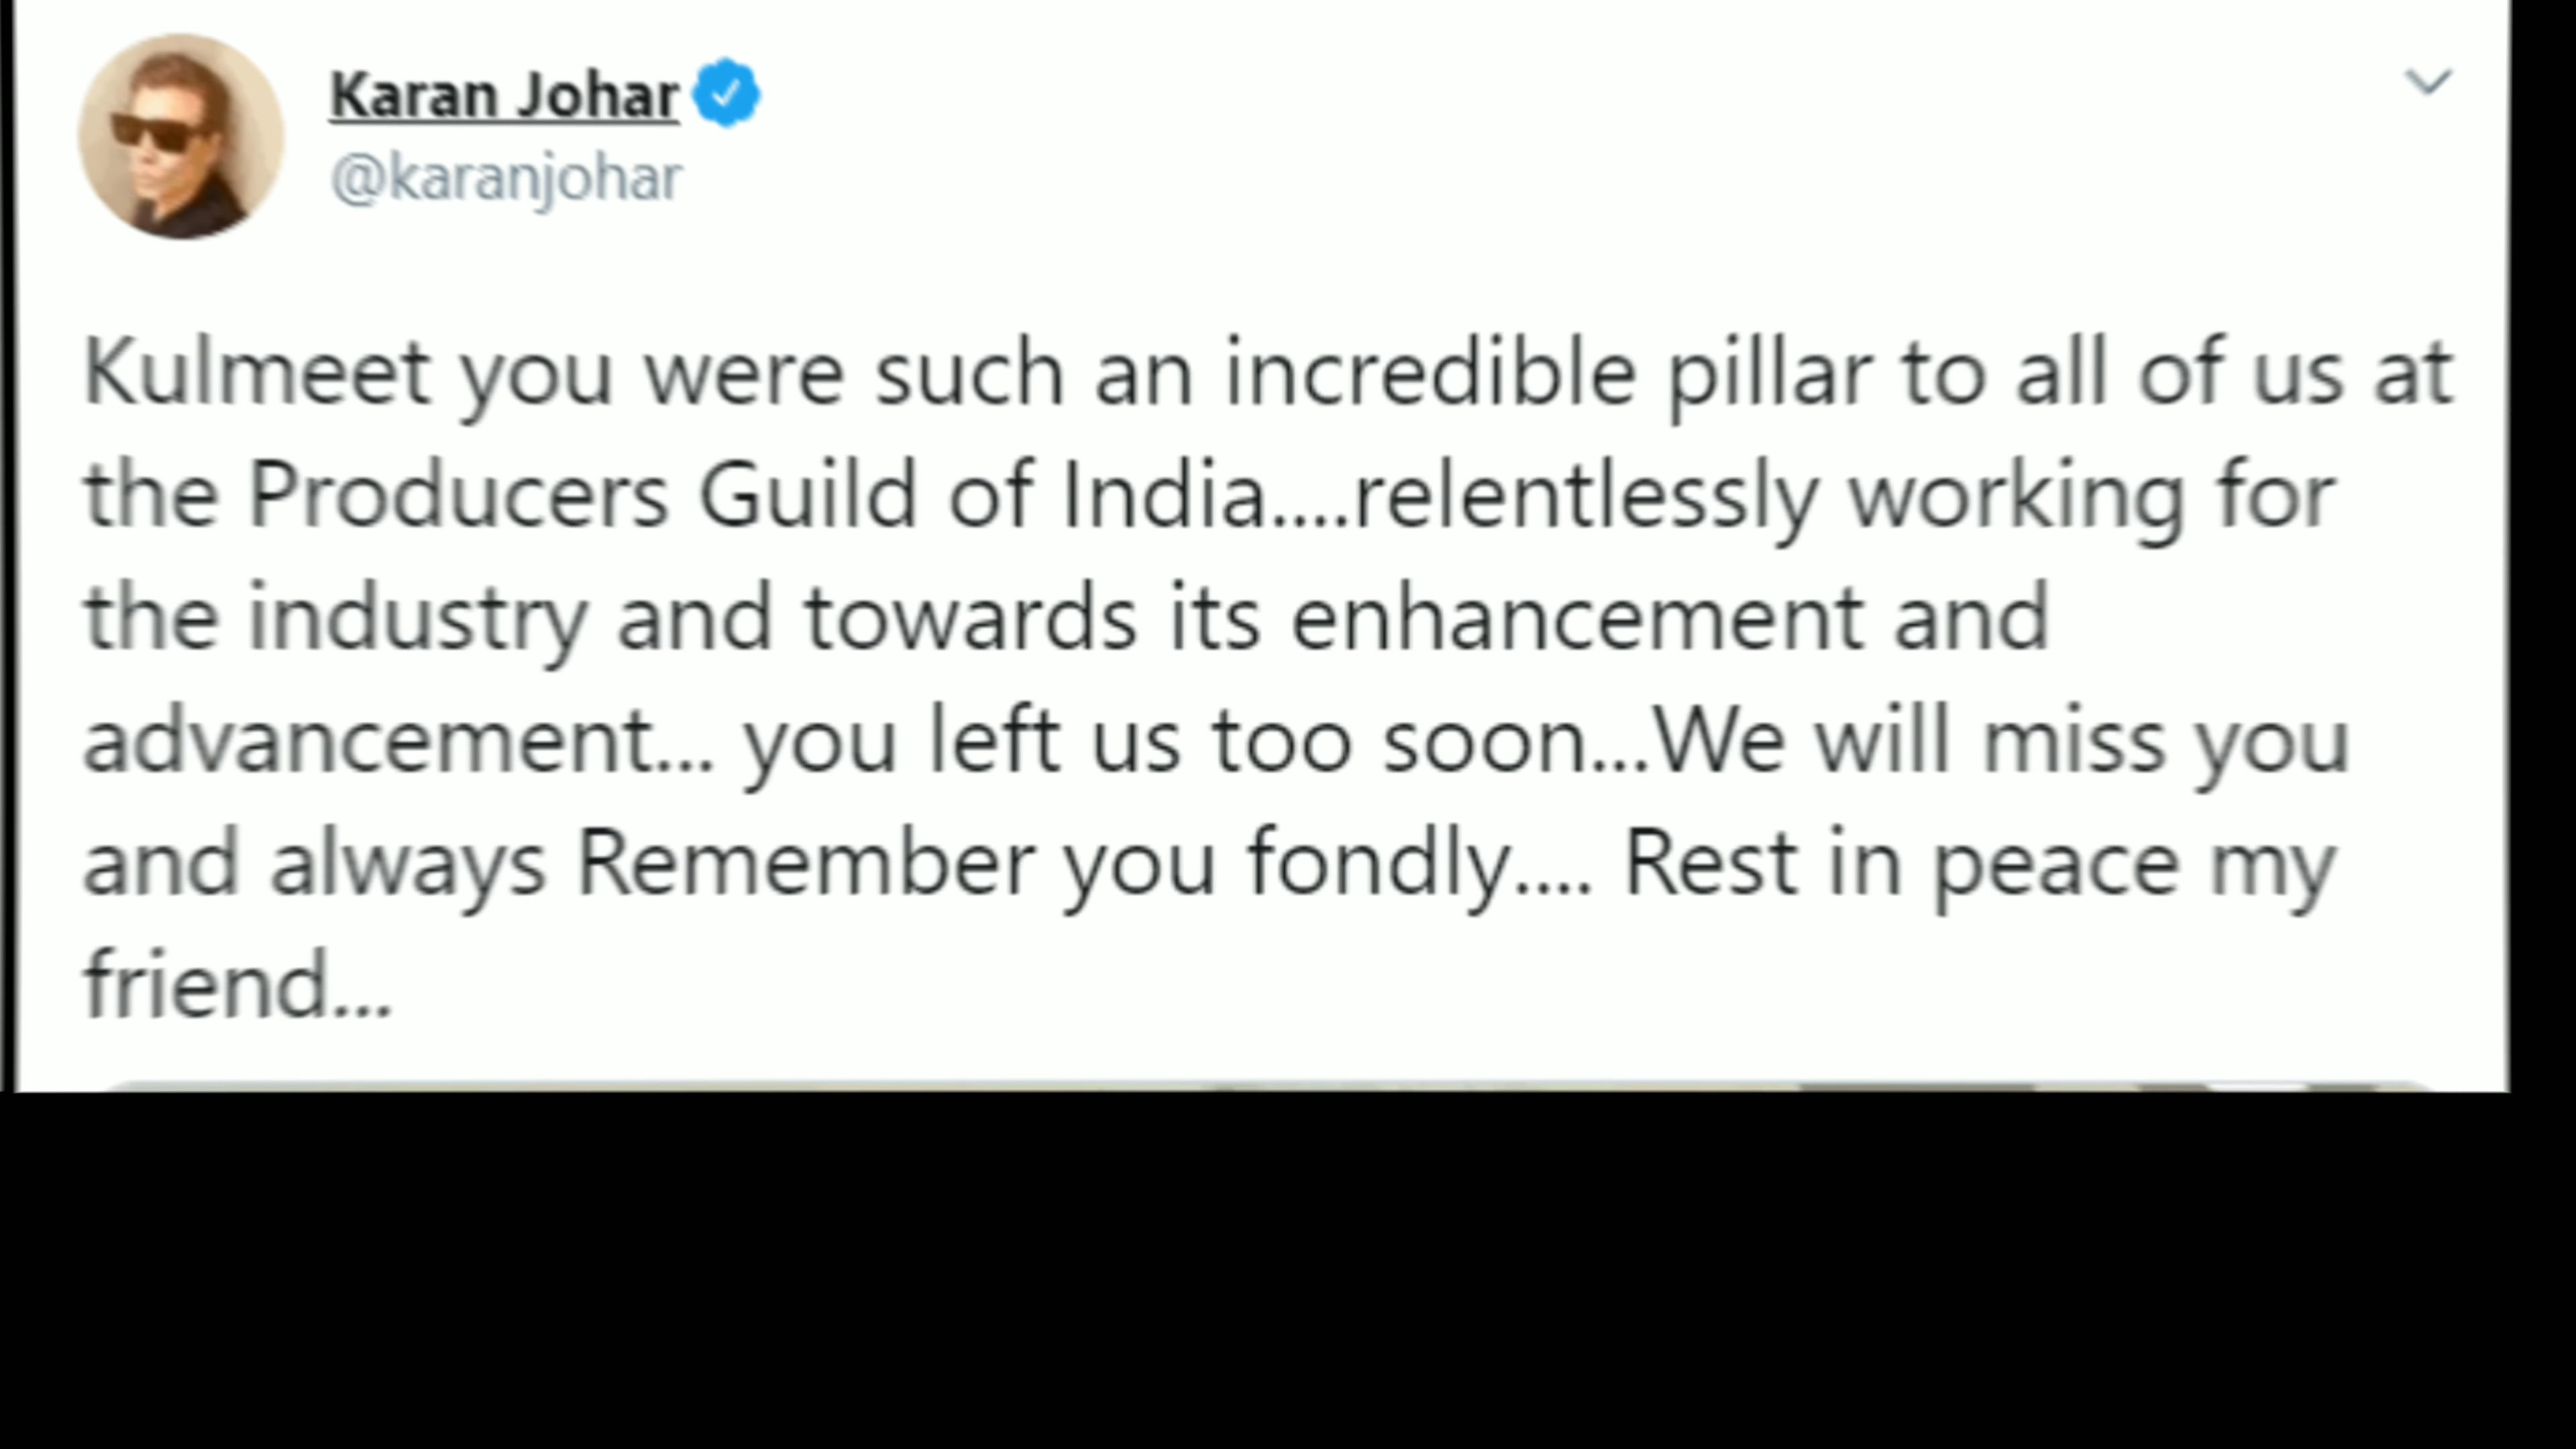 Karan Johar
@karanjohar
Kulmeet you were such an incredible pillar to all of us at
the Producers Guild of India....relentlessly working for
the industry and towards its enhancement and
advancement... you left us too soon...We will miss you
and always Remember you fondly.... Rest in peace my
friend...